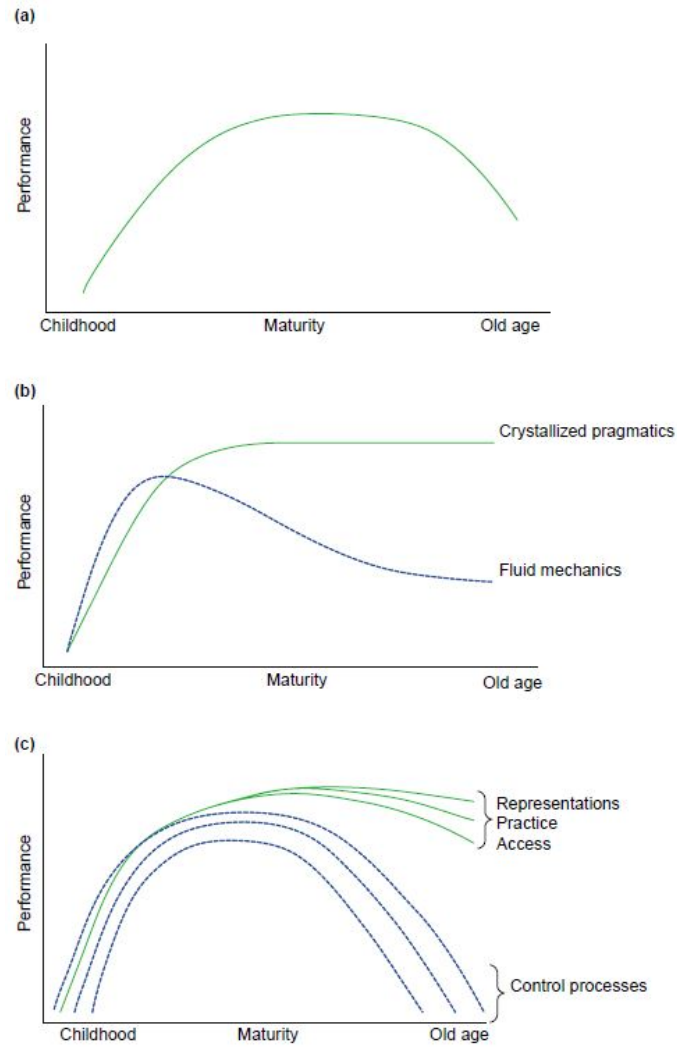 (a)
Performance
Childhood Maturity Old age
(b)
Crystallized pragmatics
Performance
Fluid mechanics
Childhood Maturity Old age
(c)
Representations
Practice
Access
Performance
Control processes
Childhood Maturity Old age